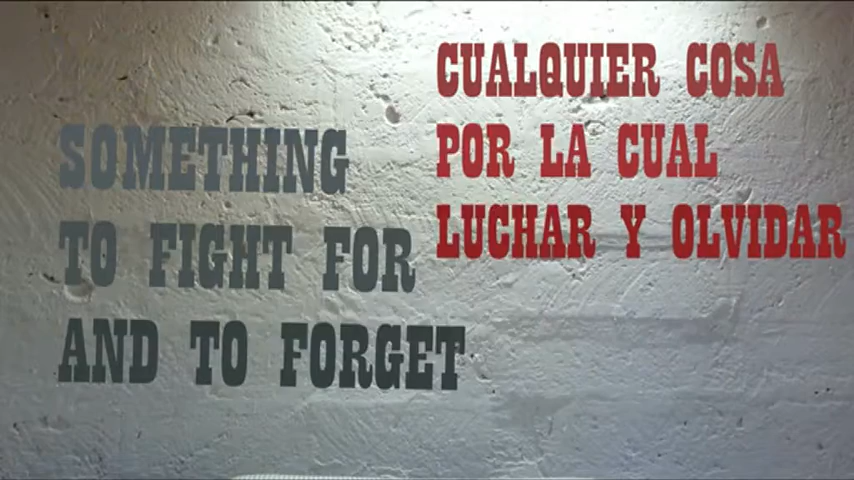 SOMETHING
TO FIGHT FOR
AND TO FORGET
CUALQUIER COSA
POR LA CUAL
LUCHAR Y OLVIDAR